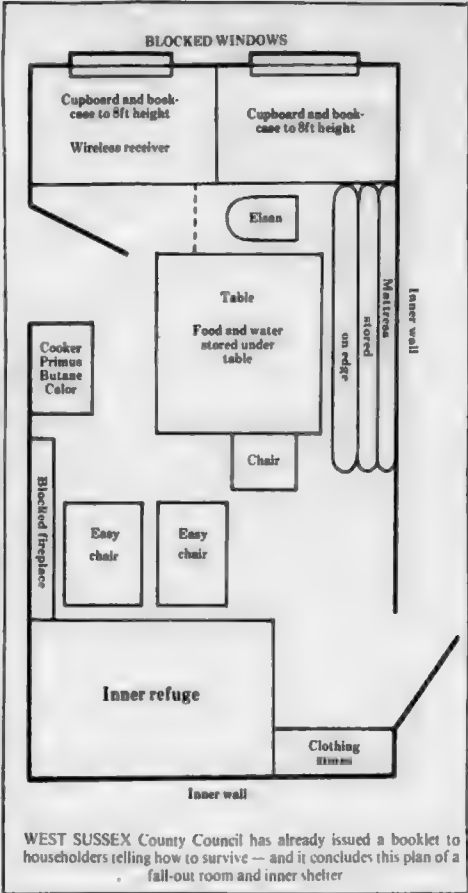 BLOCKED WINDOWS
Cupboard and book-
case to 8ft height
Wireless receiver
Cupboard and book-
case to 8ft height
Elsan
Table
Food and water
stored under
table
Mattress
stored
on edge
Inner wall
Cooker
Primus
Butane
Calor
Chair
Blocked fireplace
Easy
chair
Easy
chair
Inner refuge
Clothing
Inner wall
WEST SUSSEX County Council has already issued a booklet to
householders telling how to survive — and it concludes this plan of a
fall-out room and inner shelter